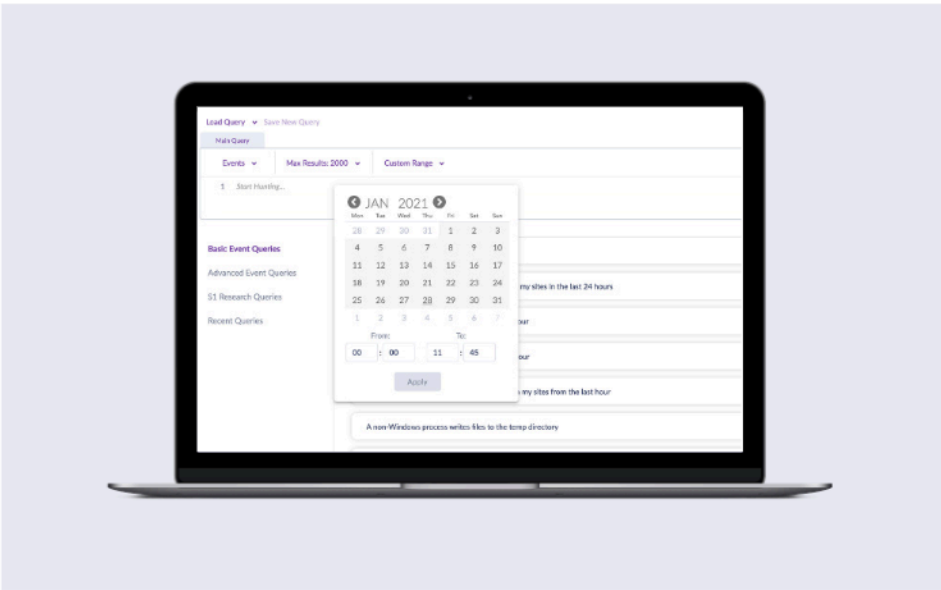 Load Query Save New Query
Main Query
Events Max Results: 2000 Custom Range
1 Start Hunting...
JAN 2021
Mon Tue Wed Thu Fri Sat Sun
28 29 30 31 1 2 3
4 5 6 7 8 9 10
11 12 13 14 15 16 17
18 19 20 21 22 23 24
25 26 27 28 29 30 31
1 2 3 4 5 6 7
From: To:
00 : 00 11 : 45
Apply
Basic Event Queries
Advanced Event Queries
S1 Research Queries
Recent Queries
my sites in the last 24 hours
our
our
my sites from the last hour
A non-Windows process writes files to the temp directory